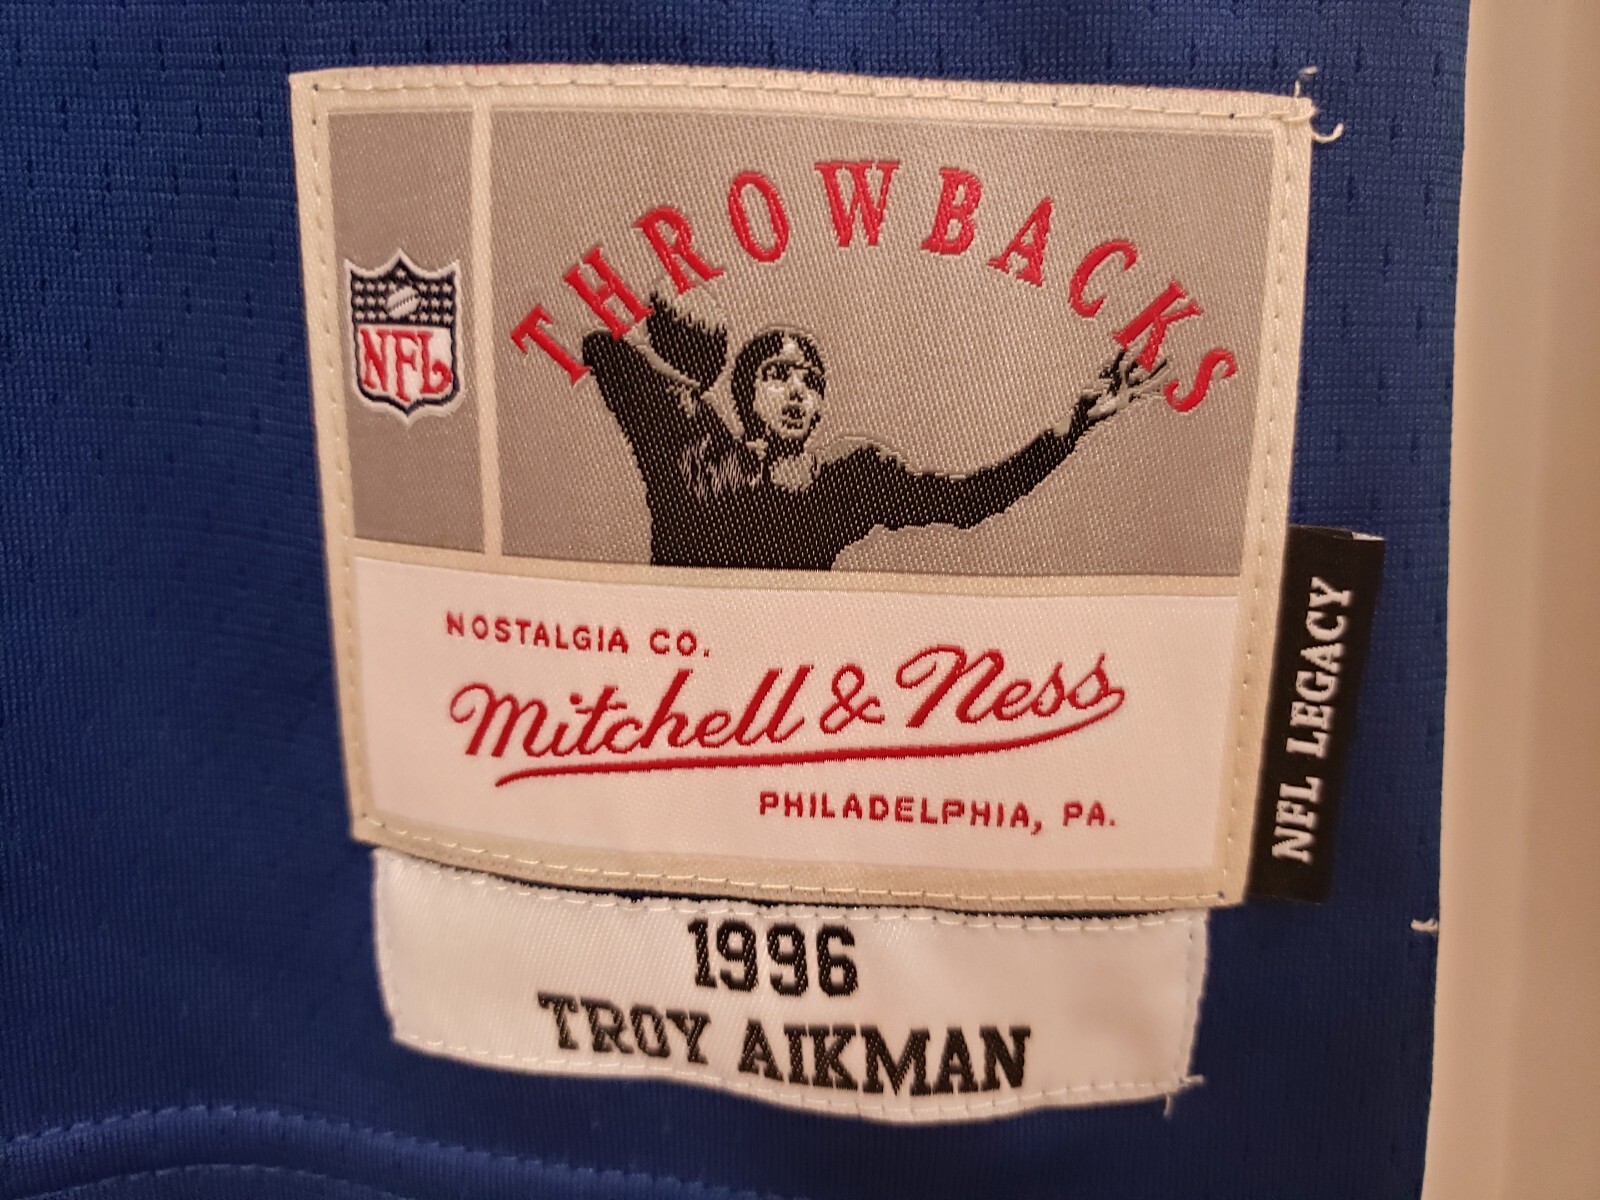 THROWBACKS
NFL
NOSTALGIA CO.
Mitchell & Ness
PHILADELPHIA, PA.
NFL LEGACY
1996
TROY AIKMAN